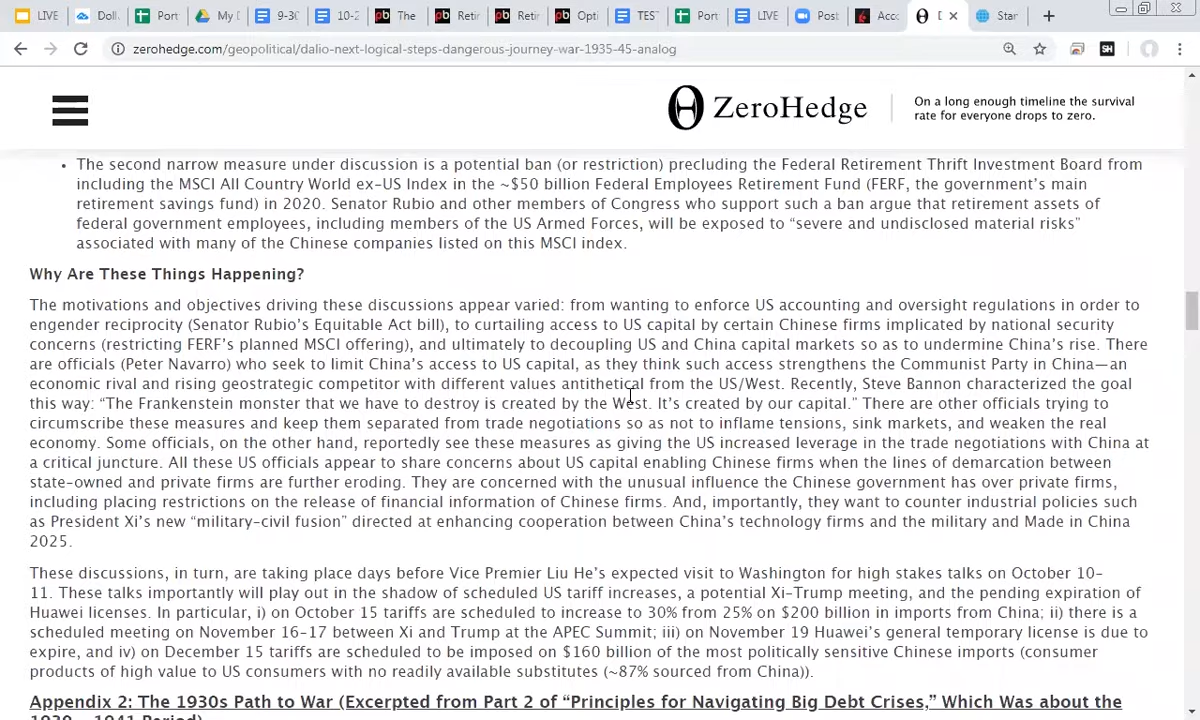 LIVE
Doll
Port
My D
9-30
10-2
The
Retir
Retir
Opti
TES
Port
LIVE
Post
Acco
Star
zerohedge.com/geopolitical/dalio-next-logical-steps-dangerous-journey-war-1935-45-analog
SH
ZeroHedge
On a long enough timeline the survival
rate for everyone drops to zero.
• The second narrow measure under discussion is a potential ban (or restriction) precluding the Federal Retirement Thrift Investment Board from
including the MSCI All Country World ex-US Index in the ~$50 billion Federal Employees Retirement Fund (FERF, the government’s main
retirement savings fund) in 2020. Senator Rubio and other members of Congress who support such a ban argue that retirement assets of
federal government employees, including members of the US Armed Forces, will be exposed to “severe and undisclosed material risks”
associated with many of the Chinese companies listed on this MSCI index.
Why Are These Things Happening?
The motivations and objectives driving these discussions appear varied: from wanting to enforce US accounting and oversight regulations in order to
engender reciprocity (Senator Rubio’s Equitable Act bill), to curtailing access to US capital by certain Chinese firms implicated by national security
concerns (restricting FERF’s planned MSCI offering), and ultimately to decoupling US and China capital markets so as to undermine China’s rise. There
are officials (Peter Navarro) who seek to limit China’s access to US capital, as they think such access strengthens the Communist Party in China—an
economic rival and rising geostrategic competitor with different values antithetical from the US/West. Recently, Steve Bannon characterized the goal
this way: “The Frankenstein monster that we have to destroy is created by the West. It’s created by our capital.” There are other officials trying to
circumscribe these measures and keep them separated from trade negotiations so as not to inflame tensions, sink markets, and weaken the real
economy. Some officials, on the other hand, reportedly see these measures as giving the US increased leverage in the trade negotiations with China at
a critical juncture. All these US officials appear to share concerns about US capital enabling Chinese firms when the lines of demarcation between
state-owned and private firms are further eroding. They are concerned with the unusual influence the Chinese government has over private firms,
including placing restrictions on the release of financial information of Chinese firms. And, importantly, they want to counter industrial policies such
as President Xi’s new “military-civil fusion” directed at enhancing cooperation between China’s technology firms and the military and Made in China
2025.
These discussions, in turn, are taking place days before Vice Premier Liu He’s expected visit to Washington for high stakes talks on October 10-
11. These talks importantly will play out in the shadow of scheduled US tariff increases, a potential Xi-Trump meeting, and the pending expiration of
Huawei licenses. In particular, i) on October 15 tariffs are scheduled to increase to 30% from 25% on $200 billion in imports from China; ii) there is a
scheduled meeting on November 16-17 between Xi and Trump at the APEC Summit; iii) on November 19 Huawei’s general temporary license is due to
expire, and iv) on December 15 tariffs are scheduled to be imposed on $160 billion of the most politically sensitive Chinese imports (consumer
products of high value to US consumers with no readily available substitutes (~87% sourced from China)).
Appendix 2: The 1930s Path to War (Excerpted from Part 2 of “Principles for Navigating Big Debt Crises,” Which Was about the
1930 – 1941 Period)